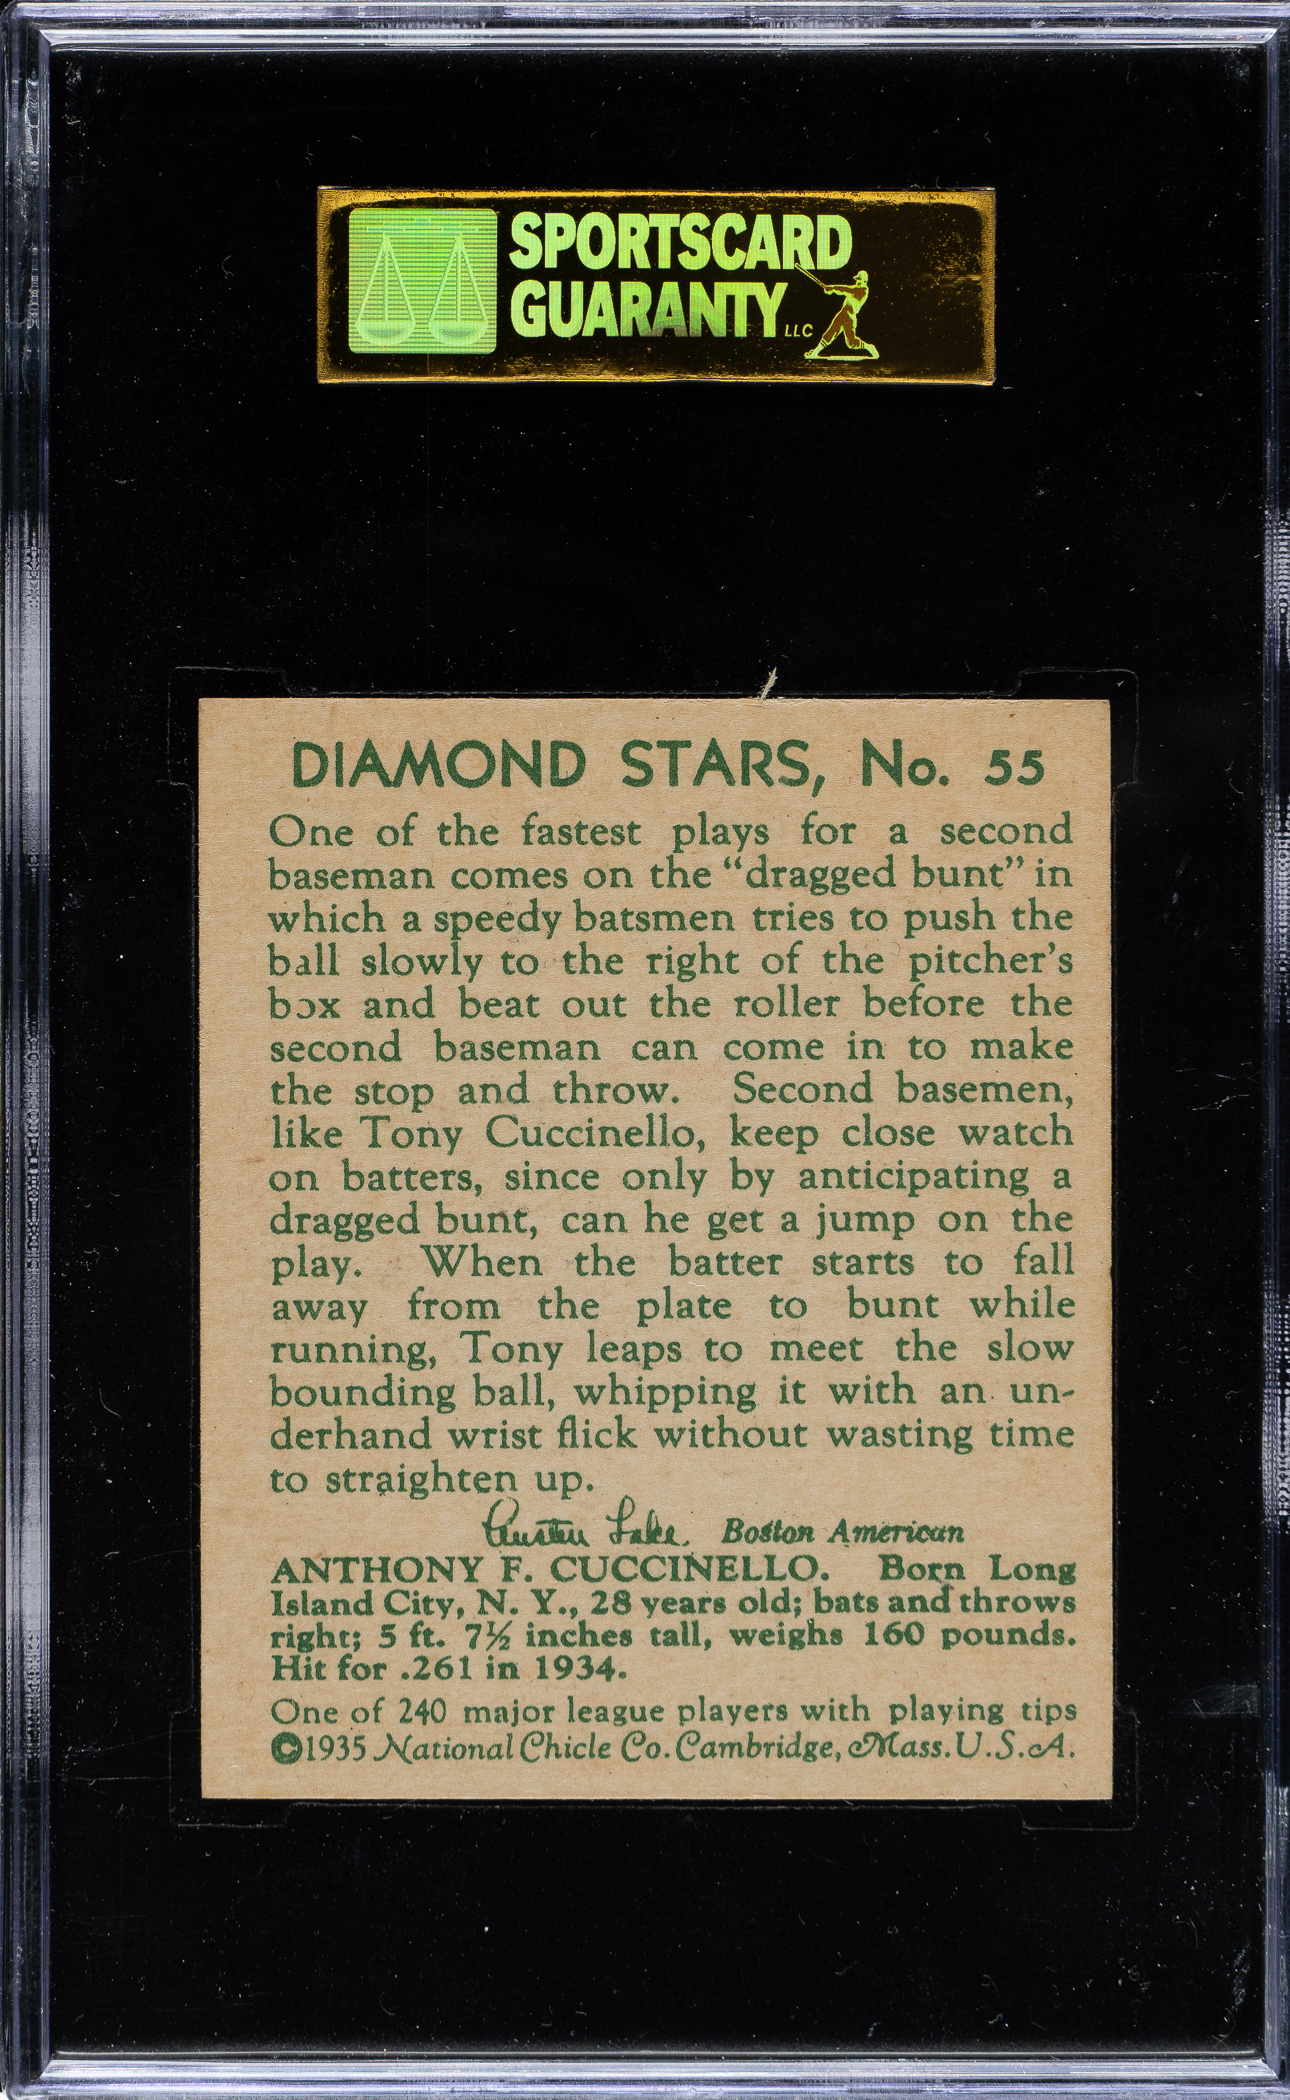 SPORTSCARD
GUARANTY LLC
DIAMOND STARS, No. 55
One of the fastest plays for a second
baseman comes on the “dragged bunt” in
which a speedy batsmen tries to push the
ball slowly to the right of the pitcher’s
box and beat out the roller before the
second baseman can come in to make
the stop and throw. Second basemen,
like Tony Cuccinello, keep close watch
on batters, since only by anticipating a
dragged bunt, can he get a jump on the
play. When the batter starts to fall
away from the plate to bunt while
running, Tony leaps to meet the slow
bounding ball, whipping it with an un-
derhand wrist flick without wasting time
to straighten up.
Austen Lake, Boston American
ANTHONY F. CUCCINELLO. Born Long
Island City, N. Y., 28 years old; bats and throws
right; 5 ft. 7½ inches tall, weighs 160 pounds.
Hit for .261 in 1934.
One of 240 major league players with playing tips
©1935 National Chicle Co. Cambridge, Mass. U.S.A.